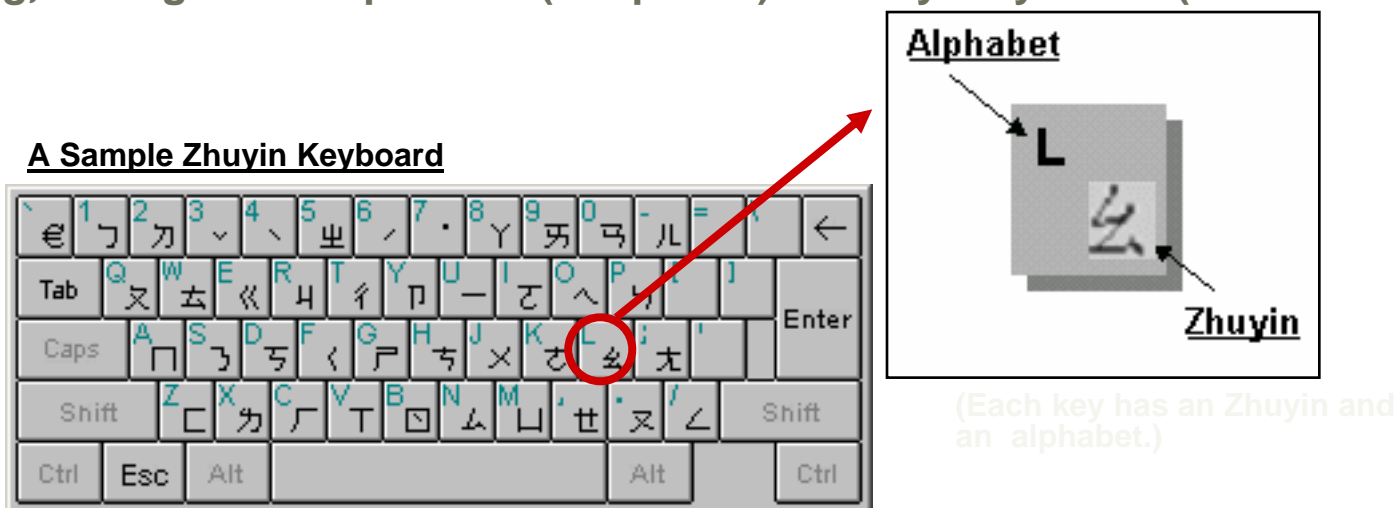 Alphabet
L
ㄠ
Zhuyin
A Sample Zhuyin Keyboard
` € 1 ㄅ 2 ㄉ 3 ˇ 4 ˋ 5 ㄓ 6 ˊ 7 ˙ 8 ㄚ 9 ㄞ 0 ㄢ - ㄦ = \ ←
Tab Q ㄆ W ㄊ E ㄍ R ㄐ T ㄔ Y ㄗ U ㄧ I ㄛ O ㄟ P ㄣ [ ] Enter
Caps A ㄇ S ㄋ D ㄎ F ㄑ G ㄕ H ㄘ J ㄨ K ㄜ L ㄠ ; ㄤ '
Shift Z ㄈ X ㄌ C ㄏ V ㄒ B ㄖ N ㄙ M ㄩ , ㄝ . ㄡ / ㄥ Shift
Ctrl Esc Alt Alt Ctrl
(Each key has an Zhuyin and
an alphabet.)